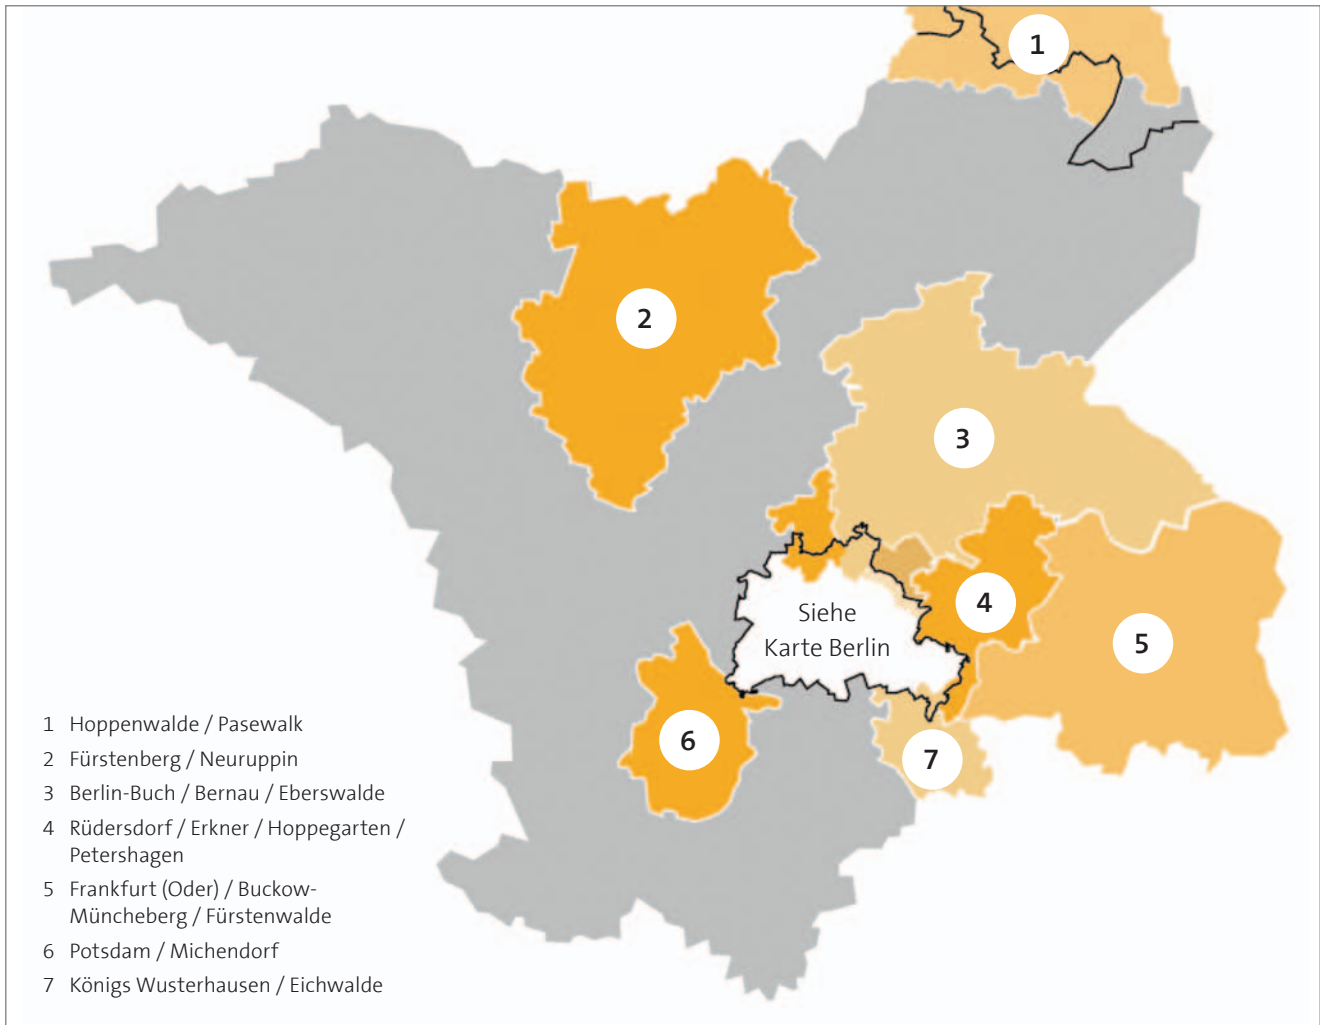 1
2
3
4
5
6
7
Siehe
Karte Berlin
1 Hoppenwalde / Pasewalk
2 Fürstenberg / Neuruppin
3 Berlin-Buch / Bernau / Eberswalde
4 Rüdersdorf / Erkner / Hoppegarten /
Petershagen
5 Frankfurt (Oder) / Buckow-
Müncheberg / Fürstenwalde
6 Potsdam / Michendorf
7 Königs Wusterhausen / Eichwalde